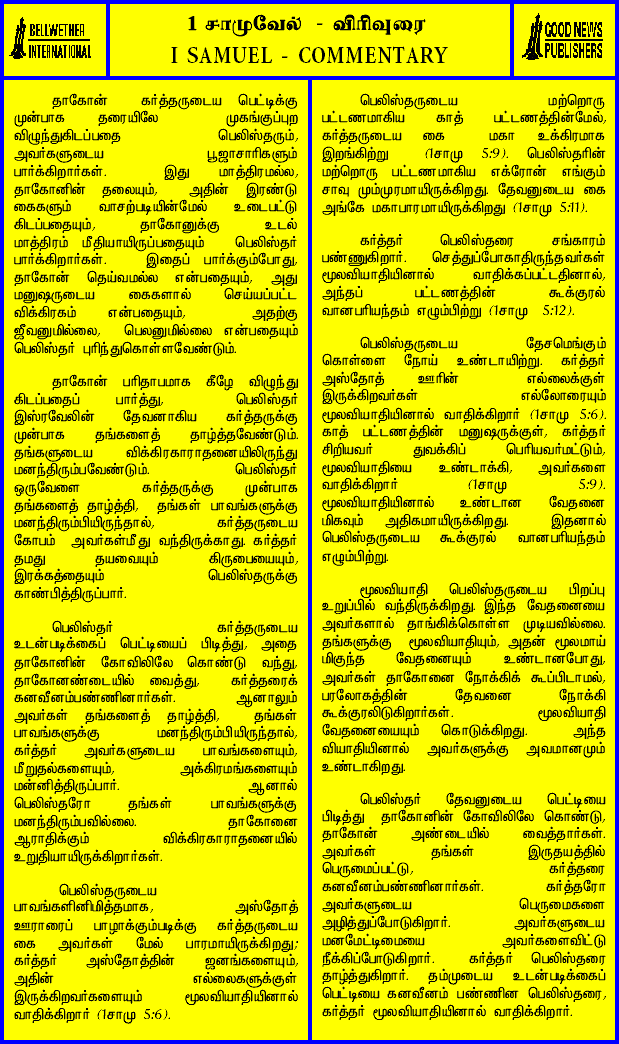 BELLWETHER
INTERNATIONAL
1 சாமுவேல் - விரிவுரை
I SAMUEL - COMMENTARY
GOOD NEWS
PUBLISHERS
தாகோன் கர்த்தருடைய பெட்டிக்கு
முன்பாக தரையிலே முகங்குப்புற
விழுந்துகிடப்பதை பெலிஸ்தரும்,
அவர்களுடைய பூஜாசாரிகளும்
பார்க்கிறார்கள். இது மாத்திரமல்ல,
தாகோனின் தலையும், அதின் இரண்டு
கைகளும் வாசற்படியின்மேல் உடைபட்டு
கிடப்பதையும், தாகோனுக்கு உடல்
மாத்திரம் மீதியாயிருப்பதையும் பெலிஸ்தர்
பார்க்கிறார்கள். இதைப் பார்க்கும்போது,
தாகோன் தெய்வமல்ல என்பதையும், அது
மனுஷருடைய கைகளால் செய்யப்பட்ட
விக்கிரகம் என்பதையும், அதற்கு
ஜீவனுமில்லை, பெலனுமில்லை என்பதையும்
பெலிஸ்தர் புரிந்துகொள்ளவேண்டும்.
தாகோன் பரிதாபமாக கீழே விழுந்து
கிடப்பதைப் பார்த்து, பெலிஸ்தர்
இஸ்ரவேலின் தேவனாகிய கர்த்தருக்கு
முன்பாக தங்களைத் தாழ்த்தவேண்டும்.
தங்களுடைய விக்கிரகாராதனையிலிருந்து
மனந்திரும்பவேண்டும். பெலிஸ்தர்
ஒருவேளை கர்த்தருக்கு முன்பாக
தங்களைத் தாழ்த்தி, தங்கள் பாவங்களுக்கு
மனந்திரும்பியிருந்தால், கர்த்தருடைய
கோபம் அவர்கள்மீது வந்திருக்காது. கர்த்தர்
தமது தயவையும் கிருபையையும்,
இரக்கத்தையும் பெலிஸ்தருக்கு
காண்பித்திருப்பார்.
பெலிஸ்தர் கர்த்தருடைய
உடன்படிக்கைப் பெட்டியைப் பிடித்து, அதை
தாகோனின் கோவிலிலே கொண்டு வந்து,
தாகோனண்டையில் வைத்து, கர்த்தரைக்
கனவீனம்பண்ணினார்கள். ஆனாலும்
அவர்கள் தங்களைத் தாழ்த்தி, தங்கள்
பாவங்களுக்கு மனந்திரும்பியிருந்தால்,
கர்த்தர் அவர்களுடைய பாவங்களையும்,
மீறுதல்களையும், அக்கிரமங்களையும்
மன்னித்திருப்பார். ஆனால்
பெலிஸ்தரோ தங்கள் பாவங்களுக்கு
மனந்திரும்பவில்லை. தாகோனை
ஆராதிக்கும் விக்கிரகாராதனையில்
உறுதியாயிருக்கிறார்கள்.
பெலிஸ்தருடைய
பாவங்களினிமித்தமாக, அஸ்தோத்
ஊராரைப் பாழாக்கும்படிக்கு கர்த்தருடைய
கை அவர்கள் மேல் பாரமாயிருக்கிறது;
கர்த்தர் அஸ்தோத்தின் ஜனங்களையும்,
அதின் எல்லைகளுக்குள்
இருக்கிறவர்களையும் மூலவியாதியினால்
வாதிக்கிறார் (1சாமு 5:6).
பெலிஸ்தருடைய மற்றொரு
பட்டணமாகிய காத் பட்டணத்தின்மேல்,
கர்த்தருடைய கை மகா உக்கிரமாக
இறங்கிற்று (1சாமு 5:9). பெலிஸ்தரின்
மற்றொரு பட்டணமாகிய எக்ரோன் எங்கும்
சாவு மும்முரமாயிருக்கிறது. தேவனுடைய கை
அங்கே மகாபாரமாயிருக்கிறது (1சாமு 5:11).
கர்த்தர் பெலிஸ்தரை சங்காரம்
பண்ணுகிறார். செத்துப்போகாதிருந்தவர்கள்
மூலவியாதியினால் வாதிக்கப்பட்டதினால்,
அந்தப் பட்டணத்தின் கூக்குரல்
வானபரியந்தம் எழும்பிற்று (1சாமு 5:12).
பெலிஸ்தருடைய தேசமெங்கும்
கொள்ளை நோய் உண்டாயிற்று. கர்த்தர்
அஸ்தோத் ஊரின் எல்லைக்குள்
இருக்கிறவர்கள் எல்லோரையும்
மூலவியாதியினால் வாதிக்கிறார் (1சாமு 5:6).
காத் பட்டணத்தின் மனுஷருக்குள், கர்த்தர்
சிறியவர் துவக்கிப் பெரியவர்மட்டும்,
மூலவியாதியை உண்டாக்கி, அவர்களை
வாதிக்கிறார் (1சாமு 5:9).
மூலவியாதியினால் உண்டான வேதனை
மிகவும் அதிகமாயிருக்கிறது. இதனால்
பெலிஸ்தருடைய கூக்குரல் வானபரியந்தம்
எழும்பிற்று.
மூலவியாதி பெலிஸ்தருடைய பிறப்பு
உறுப்பில் வந்திருக்கிறது. இந்த வேதனையை
அவர்களால் தாங்கிக்கொள்ள முடியவில்லை.
தங்களுக்கு மூலவியாதியும், அதன் மூலமாய்
மிகுந்த வேதனையும் உண்டானபோது,
அவர்கள் தாகோனை நோக்கிக் கூப்பிடாமல்,
பரலோகத்தின் தேவனை நோக்கி
கூக்குரலிடுகிறார்கள். மூலவியாதி
வேதனையையும் கொடுக்கிறது. அந்த
வியாதியினால் அவர்களுக்கு அவமானமும்
உண்டாகிறது.
பெலிஸ்தர் தேவனுடைய பெட்டியை
பிடித்து தாகோனின் கோவிலிலே கொண்டு,
தாகோன் அண்டையில் வைத்தார்கள்.
அவர்கள் தங்கள் இருதயத்தில்
பெருமைப்பட்டு, கர்த்தரை
கனவீனம்பண்ணினார்கள். கர்த்தரோ
அவர்களுடைய பெருமைகளை
அழித்துப்போடுகிறார். அவர்களுடைய
மனமேட்டிமையை அவர்களைவிட்டு
நீக்கிப்போடுகிறார். கர்த்தர் பெலிஸ்தரை
தாழ்த்துகிறார். தம்முடைய உடன்படிக்கைப்
பெட்டியை கனவீனம் பண்ணின பெலிஸ்தரை,
கர்த்தர் மூலவியாதியினால் வாதிக்கிறார்.